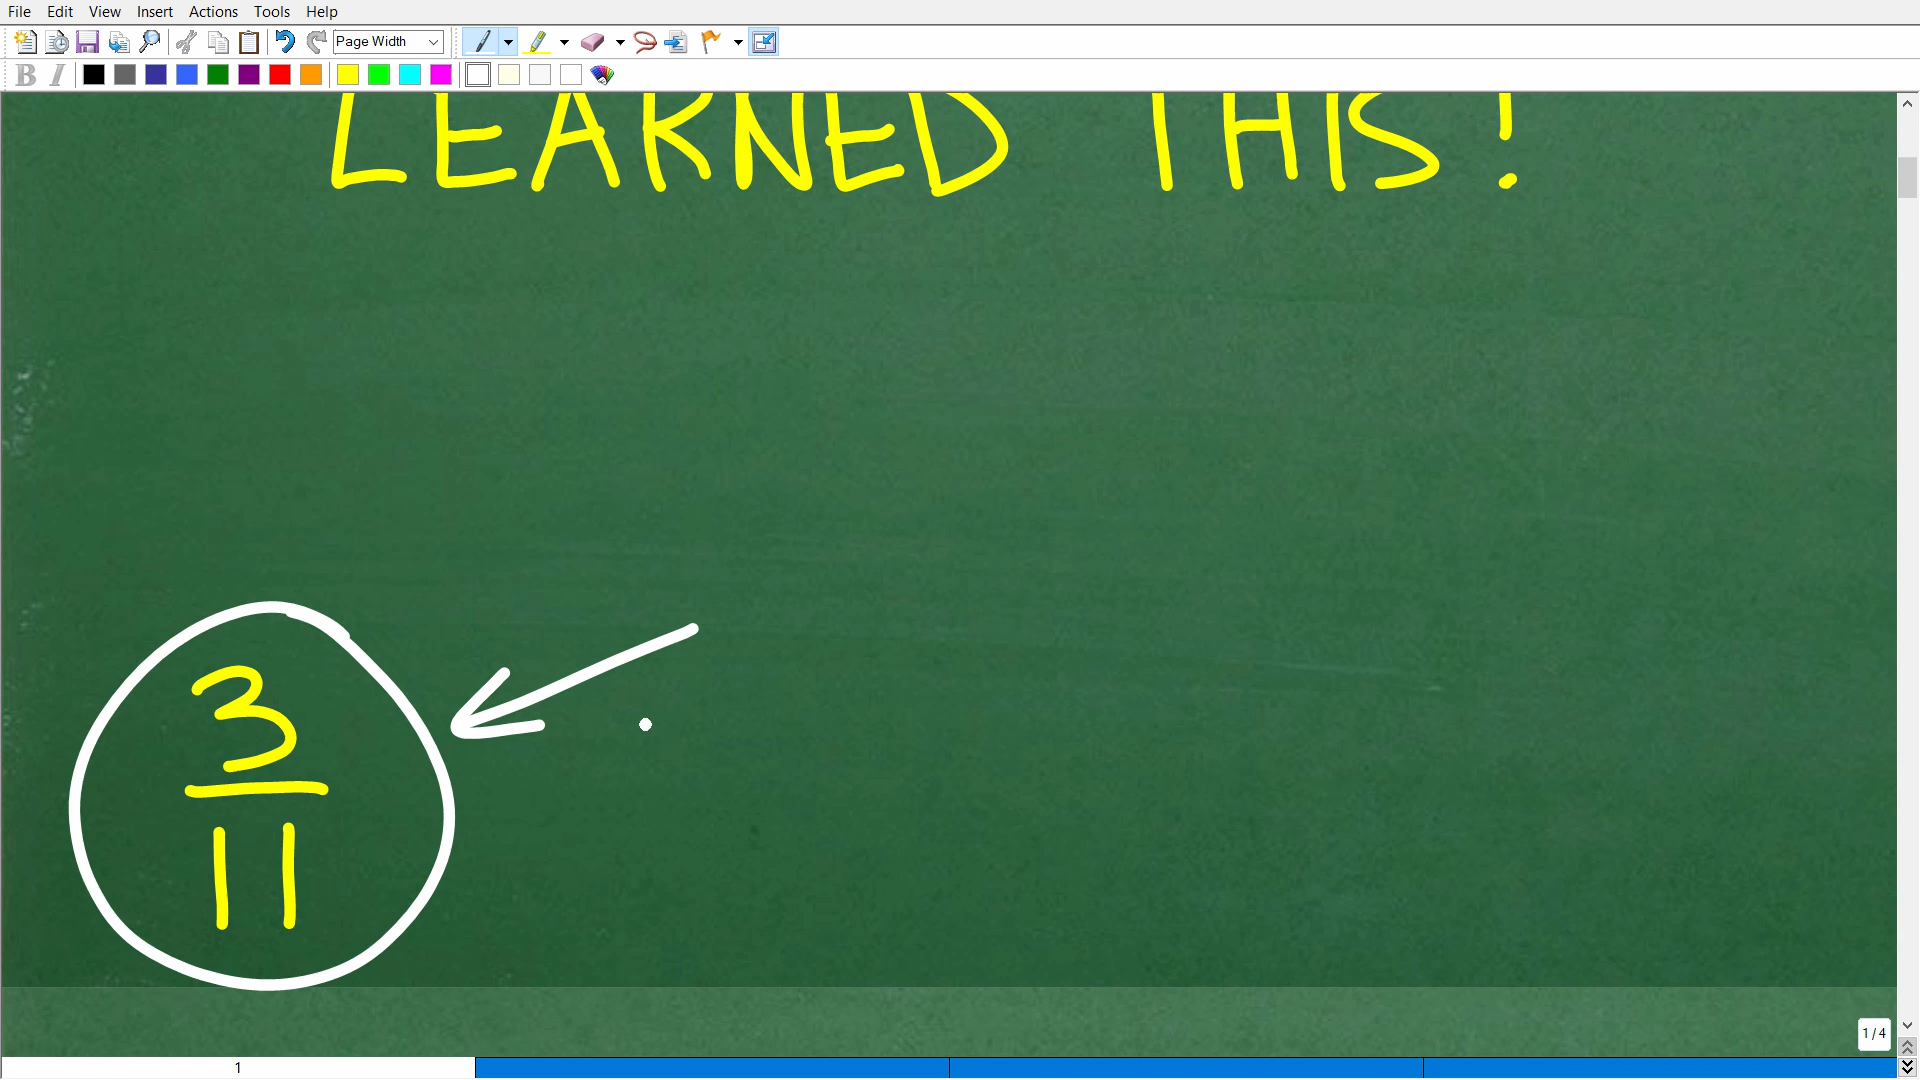 File Edit View Insert Actions Tools Help
Page Width
B I
LEARNED THIS!
3
11
1 / 4
1